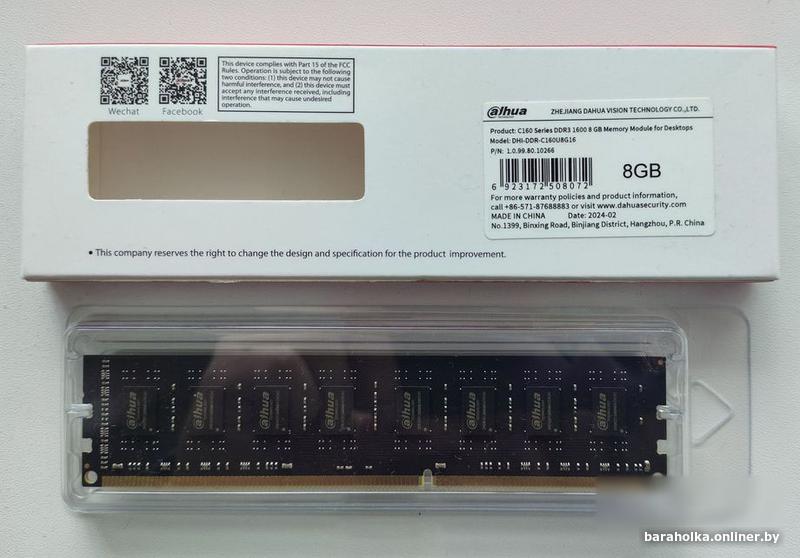 Wechat
Facebook
This device complies with Part 15 of the FCC
Rules. Operation is subject to the following
two conditions: (1) this device may not cause
harmful interference, and (2) this device must
accept any interference received, including
interference that may cause undesired
operation.
alhua
TECHNOLOGY
ZHEJIANG DAHUA VISION TECHNOLOGY CO.,LTD.
Product: C160 Series DDR3 1600 8 GB Memory Module for Desktops
Model: DHI-DDR-C160U8G16
P/N: 1.0.99.80.10266
6 923172 508072
8GB
For more warranty policies and product information,
call +86-571-87688883 or visit www.dahuasecurity.com
MADE IN CHINA Date: 2024-02
No.1399, Binxing Road, Binjiang District, Hangzhou, P.R. China
• This company reserves the right to change the design and specification for the product improvement.
alhua
alhua
alhua
alhua
alhua
alhua
alhua
alhua
baraholka.onliner.by